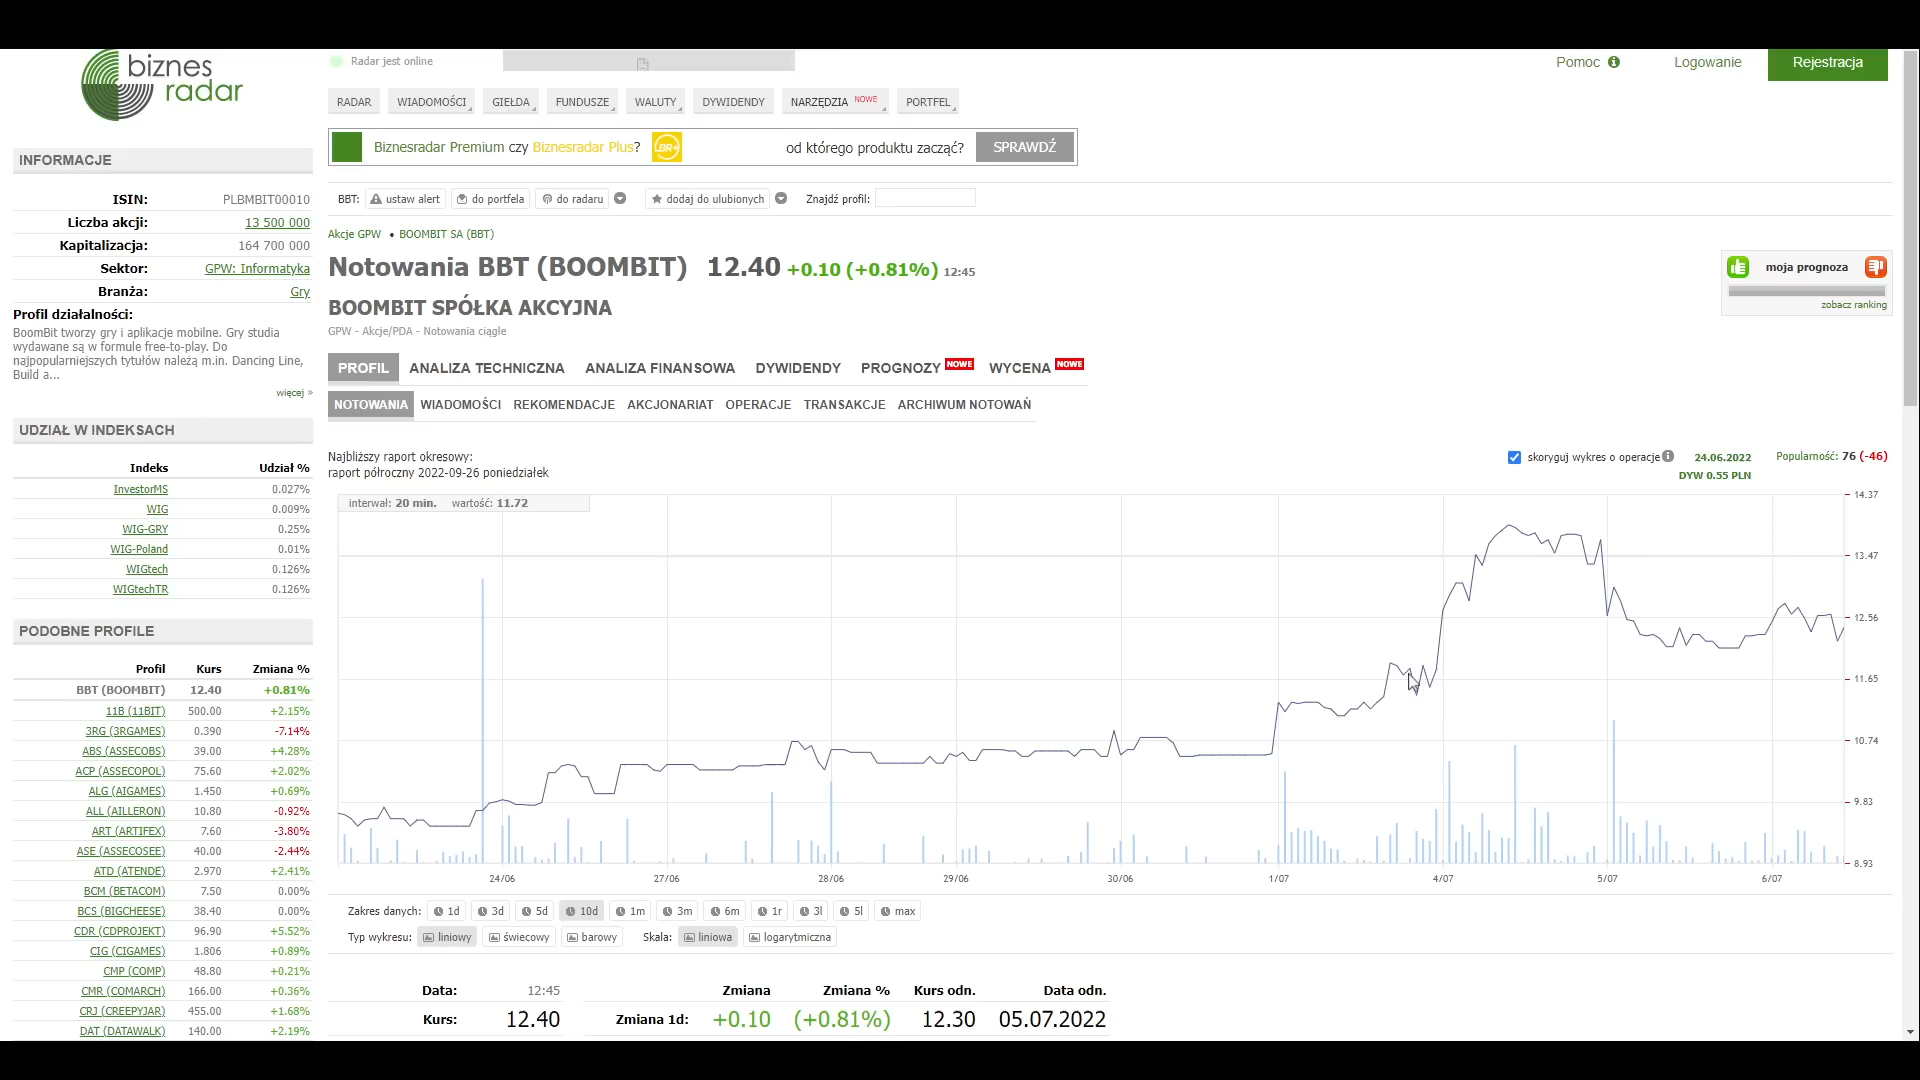 biznes
radar
Radar jest online
Pomoc
Logowanie
Rejestracja
RADAR
WIADOMOŚCI
GIEŁDA
FUNDUSZE
WALUTY
DYWIDENDY
NARZĘDZIA NOWE
PORTFEL
Biznesradar Premium czy Biznesradar Plus? BR+ od którego produktu zacząć? SPRAWDŹ
BBT: ustaw alert do portfela do radaru dodaj do ulubionych Znajdź profil:
Akcje GPW • BOOMBIT SA (BBT)
Notowania BBT (BOOMBIT) 12.40 +0.10 (+0.81%) 12:45
BOOMBIT SPÓŁKA AKCYJNA
GPW - Akcje/PDA - Notowania ciągłe
moja prognoza
zobacz ranking
PROFIL ANALIZA TECHNICZNA ANALIZA FINANSOWA DYWIDENDY PROGNOZY NOWE WYCENA NOWE
NOTOWANIA WIADOMOŚCI REKOMENDACJE AKCJONARIAT OPERACJE TRANSAKCJE ARCHIWUM NOTOWAŃ
INFORMACJE
ISIN: PLBMBIT00010
Liczba akcji: 13 500 000
Kapitalizacja: 164 700 000
Sektor: GPW: Informatyka
Branża: Gry
Profil działalności:
BoomBit tworzy gry i aplikacje mobilne. Gry studia
wydawane są w formule free-to-play. Do
najpopularniejszych tytułów należą m.in. Dancing Line,
Build a...
więcej »
UDZIAŁ W INDEKSACH
Indeks Udział %
InvestorMS 0.027%
WIG 0.009%
WIG-GRY 0.25%
WIG-Poland 0.01%
WIGtech 0.126%
WIGtechTR 0.126%
PODOBNE PROFILE
Profil Kurs Zmiana %
BBT (BOOMBIT) 12.40 +0.81%
11B (11BIT) 500.00 +2.15%
3RG (3RGAMES) 0.390 -7.14%
ABS (ASSECOBS) 39.00 +4.28%
ACP (ASSECOPOL) 75.60 +2.02%
ALG (AIGAMES) 1.450 +0.69%
ALL (AILLERON) 10.80 -0.92%
ART (ARTIFEX) 7.60 -3.80%
ASE (ASSECOSEE) 40.00 -2.44%
ATD (ATENDE) 2.970 +2.41%
BCM (BETACOM) 7.50 0.00%
BCS (BIGCHEESE) 38.40 0.00%
CDR (CDPROJEKT) 96.90 +5.52%
CIG (CIGAMES) 1.806 +0.89%
CMP (COMP) 48.80 +0.21%
CMR (COMARCH) 166.00 +0.36%
CRJ (CREEPYJAR) 455.00 +1.68%
DAT (DATAWALK) 140.00 +2.19%
Najbliższy raport okresowy:
raport półroczny 2022-09-26 poniedziałek
skoryguj wykres o operacje 24.06.2022 Popularność: 76 (-46)
DYW 0.55 PLN
interwał: 20 min. wartość: 11.72
14.37
13.47
12.56
11.65
10.74
9.83
8.93
24/06 27/06 28/06 29/06 30/06 1/07 4/07 5/07 6/07
Zakres danych: 1d 3d 5d 10d 1m 3m 6m 1r 3l 5l max
Typ wykresu: liniowy świecowy barowy Skala: liniowa logarytmiczna
Data: 12:45
Kurs: 12.40
Zmiana Zmiana % Kurs odn. Data odn.
Zmiana 1d: +0.10 (+0.81%) 12.30 05.07.2022